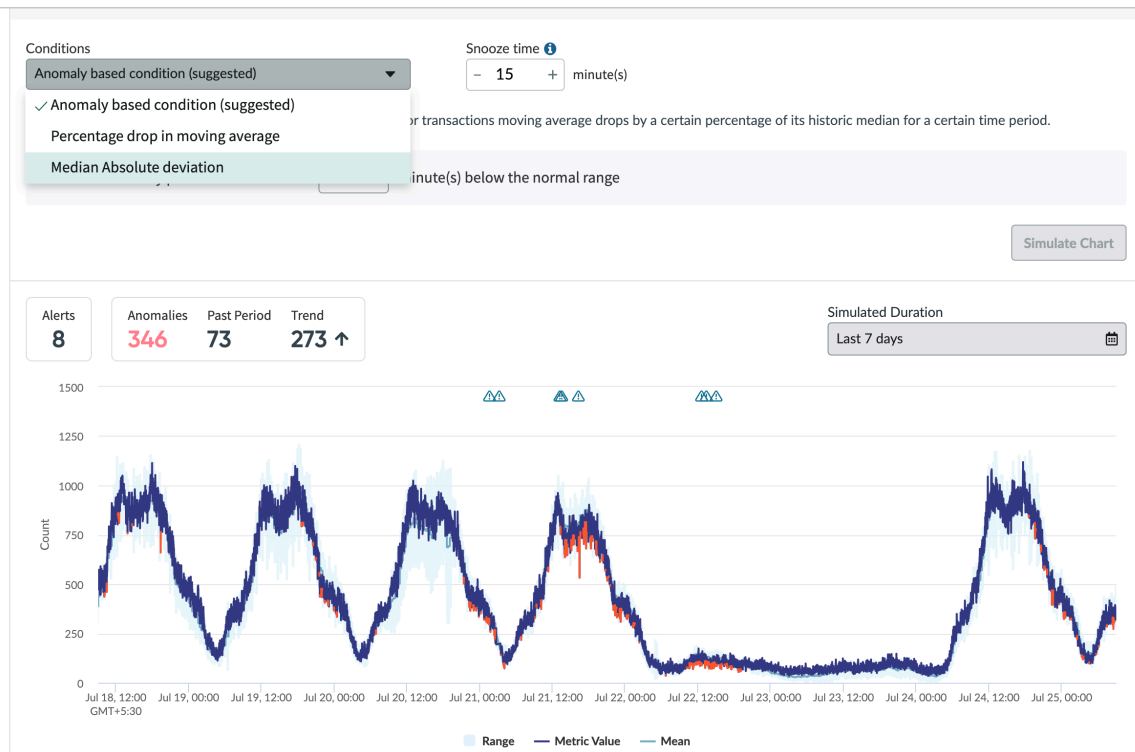 Conditions
Snooze time
Anomaly based condition (suggested)
− 15 + minute(s)
Anomaly based condition (suggested)
Percentage drop in moving average
Median Absolute deviation
or transactions moving average drops by a certain percentage of its historic median for a certain time period.
minute(s) below the normal range
Simulate Chart
Alerts
8
Anomalies Past Period Trend
346 73 273 ↑
Simulated Duration
Last 7 days
1500
1250
1000
750
500
250
0
Count
Jul 18, 12:00 Jul 19, 00:00 Jul 19, 12:00 Jul 20, 00:00 Jul 20, 12:00 Jul 21, 00:00 Jul 21, 12:00 Jul 22, 00:00 Jul 22, 12:00 Jul 23, 00:00 Jul 23, 12:00 Jul 24, 00:00 Jul 24, 12:00 Jul 25, 00:00
GMT+5:30
Range Metric Value Mean